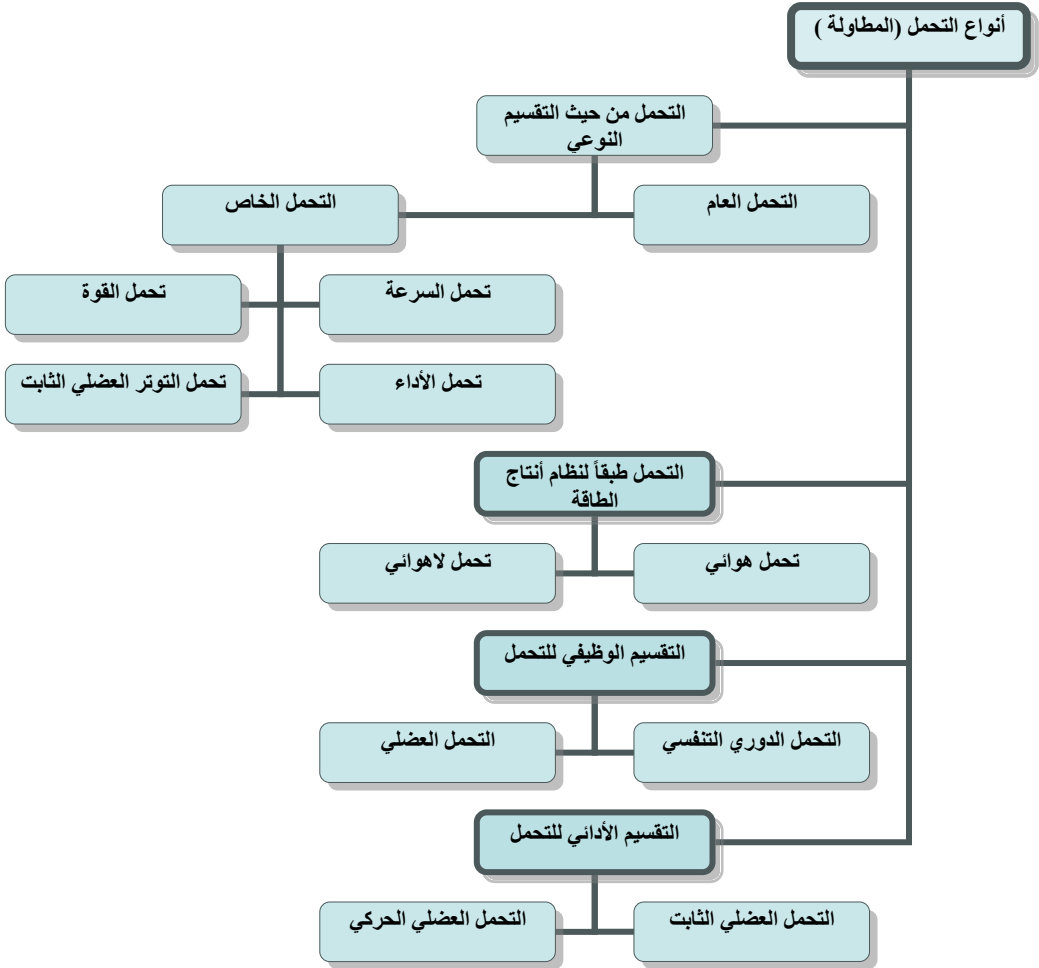 أنواع التحمل (المطاولة )
التحمل من حيث التقسيم
النوعي
التحمل العام
التحمل الخاص
تحمل السرعة
تحمل القوة
تحمل الأداء
تحمل التوتر العضلي الثابت
التحمل طبقاً لنظام أنتاج
الطاقة
تحمل هوائي
تحمل لاهوائي
التقسيم الوظيفي للتحمل
التحمل الدوري التنفسي
التحمل العضلي
التقسيم الأدائي للتحمل
التحمل العضلي الثابت
التحمل العضلي الحركي